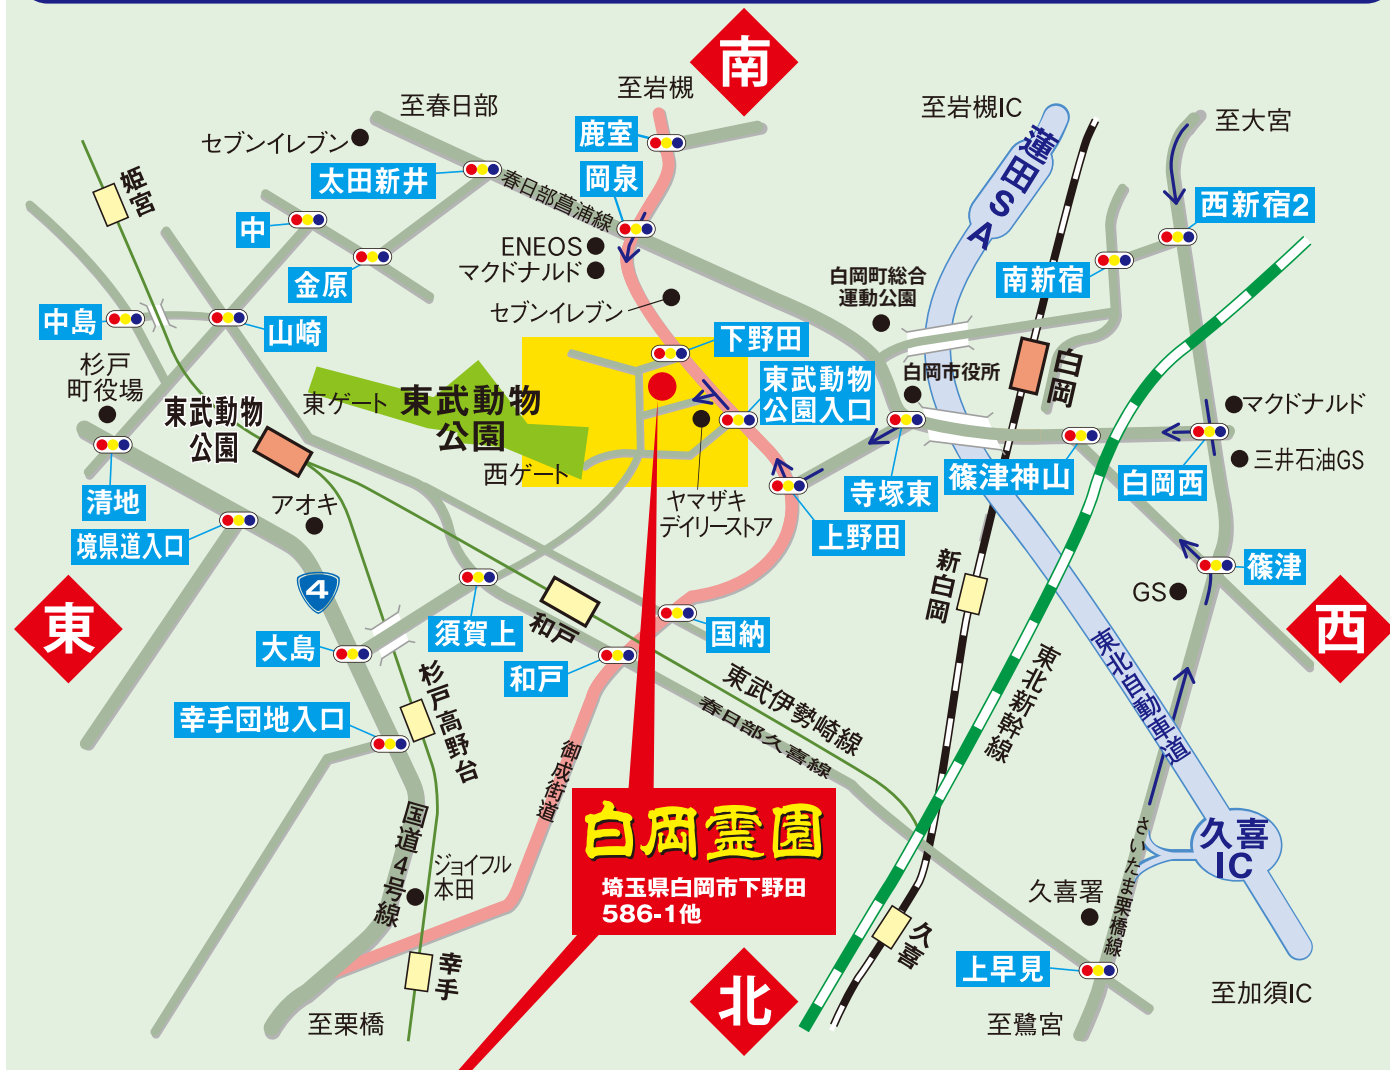 南
至岩槻
至春日部
至岩槻IC
至大宮
セブンイレブン
鹿室
太田新井
岡泉
蓮田SA
姫宮
春日部菖浦線
西新宿2
中
ENEOS
マクドナルド
金原
南新宿
白岡町総合
運動公園
セブンイレブン
中島
山崎
下野田
杉戸
町役場
白岡市役所
白岡
東武動物
公園入口
東ゲート
東武動物
公園
東武動物
公園
マクドナルド
西ゲート
三井石油GS
清地
アオキ
ヤマザキ
デイリーストア
寺塚東
篠津神山
白岡西
境県道入口
上野田
篠津
4
新白岡
GS
東
西
大島
須賀上
和戸
国納
和戸
杉戸高野台
東武伊勢崎線
東北新幹線
東北自動車道
幸手団地入口
春日部久喜線
御成街道
国道4号線
白岡霊園
埼玉県白岡市下野田
586-1他
さいたま栗橋線
久喜
IC
ジョイフル
本田
久喜署
久喜
幸手
上早見
北
至加須IC
至栗橋
至鷺宮